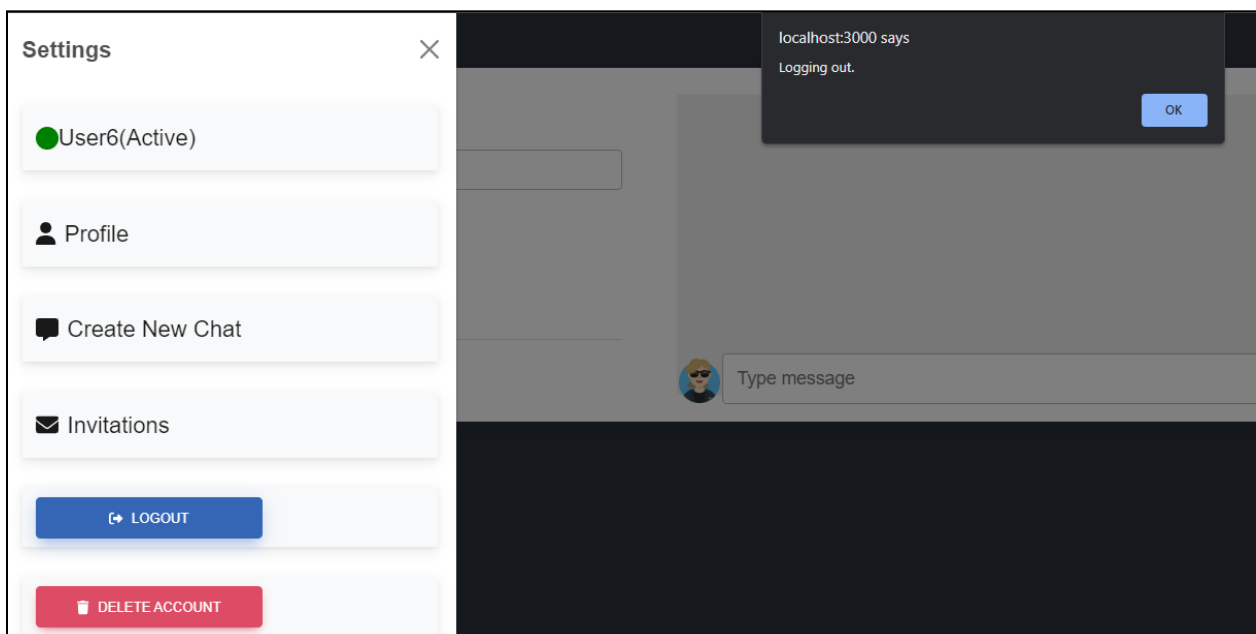 Settings
User6(Active)
Profile
Create New Chat
Invitations
LOGOUT
DELETE ACCOUNT
localhost:3000 says
Logging out.
OK
Type message